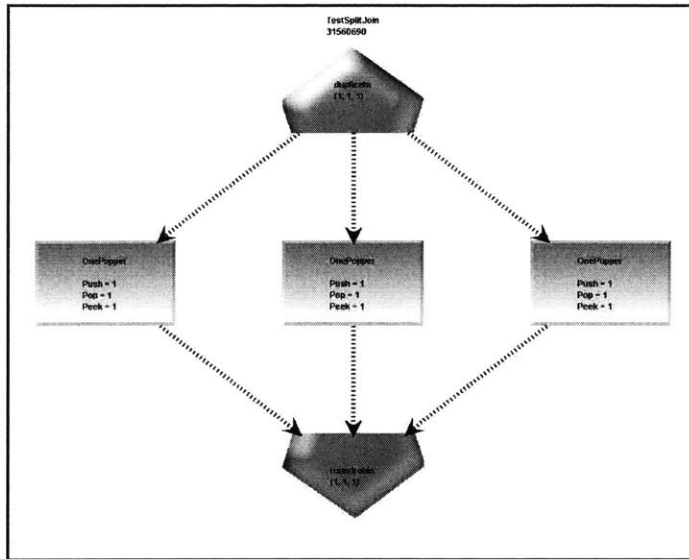 TestSplitJoin
31560690
duplicate
(1, 1, 1)
OnePopper
Push = 1
Pop = 1
Peek = 1
OnePopper
Push = 1
Pop = 1
Peek = 1
OnePopper
Push = 1
Pop = 1
Peek = 1
roundrobin
(1, 1, 1)